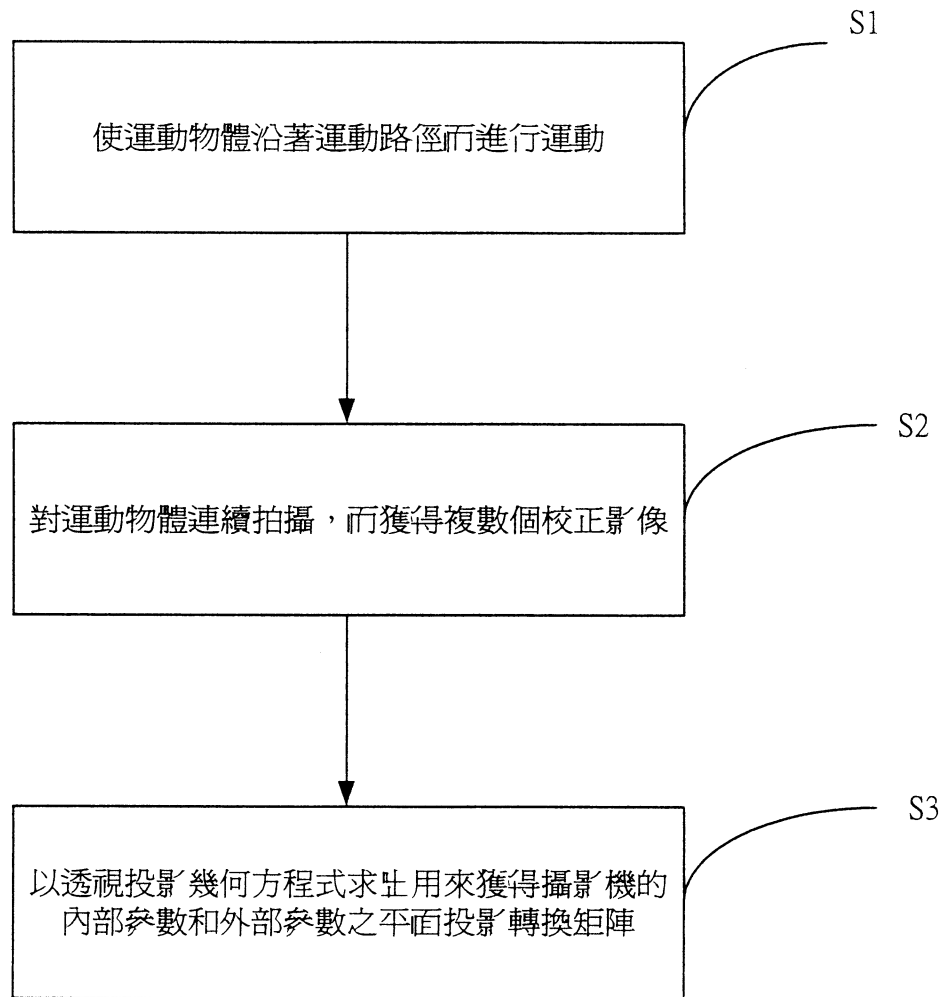 S1
使運動物體沿著運動路徑而進行運動
S2
對運動物體連續拍攝，而獲得複數個校正影像
S3
以透視投影幾何方程式求出用來獲得攝影機的
內部參數和外部參數之平面投影轉換矩陣